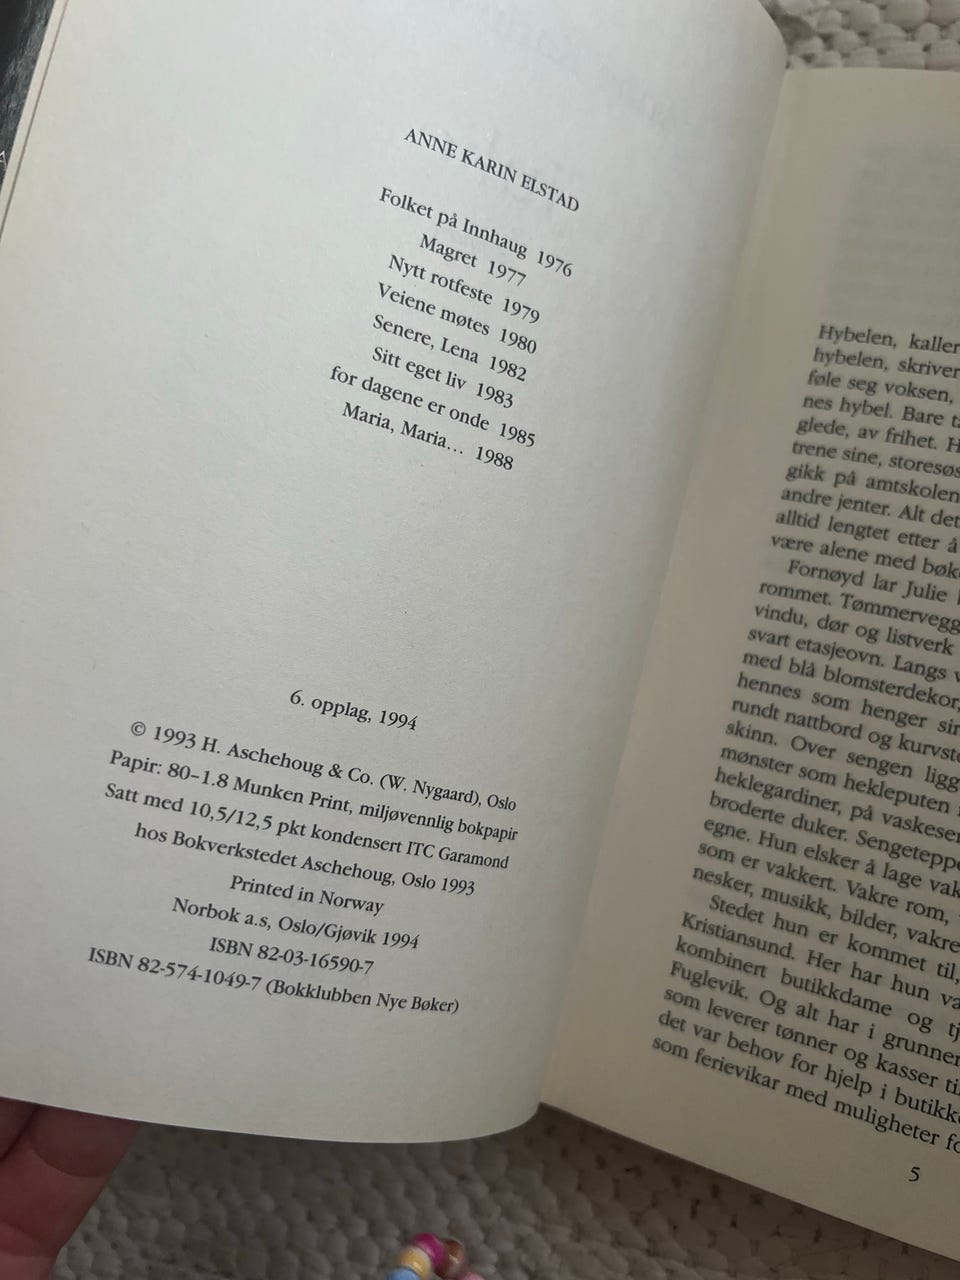 ANNE KARIN ELSTAD
Folket på Innhaug 1976
Magret 1977
Nytt rotfeste 1979
Veiene møtes 1980
Senere, Lena 1982
Sitt eget liv 1983
for dagene er onde 1985
Maria, Maria... 1988
6. opplag, 1994
© 1993 H. Aschehoug & Co. (W. Nygaard), Oslo
Papir: 80–1.8 Munken Print, miljøvennlig bokpapir
Satt med 10,5/12,5 pkt kondensert ITC Garamond
hos Bokverkstedet Aschehoug, Oslo 1993
Printed in Norway
Norbok a.s, Oslo/Gjøvik 1994
ISBN 82-03-16590-7
ISBN 82-574-1049-7 (Bokklubben Nye Bøker)
Hybelen, kaller
hybelen, skriver
føle seg voksen,
nes hybel. Bare
glede, av frihet.
trene sine,
gikk på amtskolen
andre jenter. Alt det
alltid lengtet etter å
være alene med
Fornøyd lar Julie
rommet.
vindu, dør og listverk
svart etasjeovn. Langs
med blå blomsterdekor,
hennes som henger
rundt nattbord og
skinn. Over sengen
mønster som hekleputen
heklegardiner, på
broderte duker.
egne. Hun elsker å lage
som er vakkert. Vakre rom,
nesker, musikk, bilder, vakre
Stedet hun er kommet til,
Kristiansund. Her har hun
kombinert butikkdame og
Fuglevik. Og alt har i
som leverer tønner og kasser
det var behov for hjelp i
som ferievikar med muligheter
5